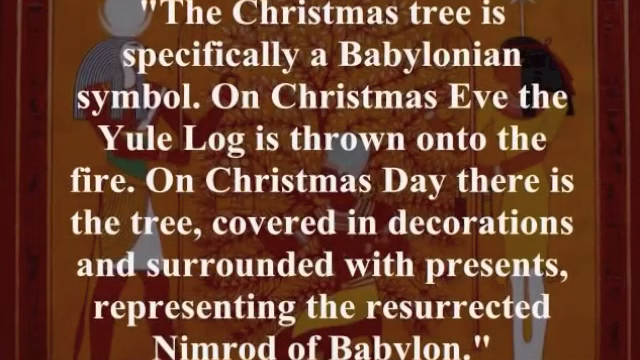 "The Christmas tree is
specifically a Babylonian
symbol. On Christmas Eve the
Yule Log is thrown onto the
fire. On Christmas Day there is
the tree, covered in decorations
and surrounded with presents,
representing the resurrected
Nimrod of Babylon."